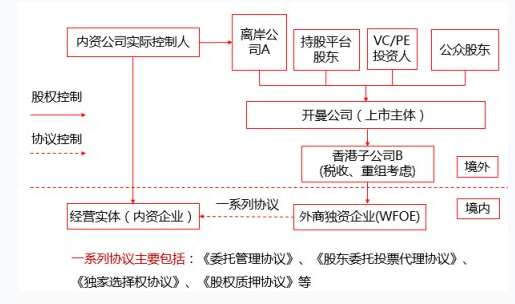 内资公司实际控制人
离岸公
司A
持股平台
股东
VC/PE
投资人
公众股东
股权控制
开曼公司（上市主体）
协议控制
香港子公司B
(税收、重组考虑)
境外
一系列协议
境内
经营实体（内资企业）
外商独资企业(WFOE)
一系列协议主要包括：《委托管理协议》、《股东委托投票代理协议》、
《独家选择权协议》、《股权质押协议》等